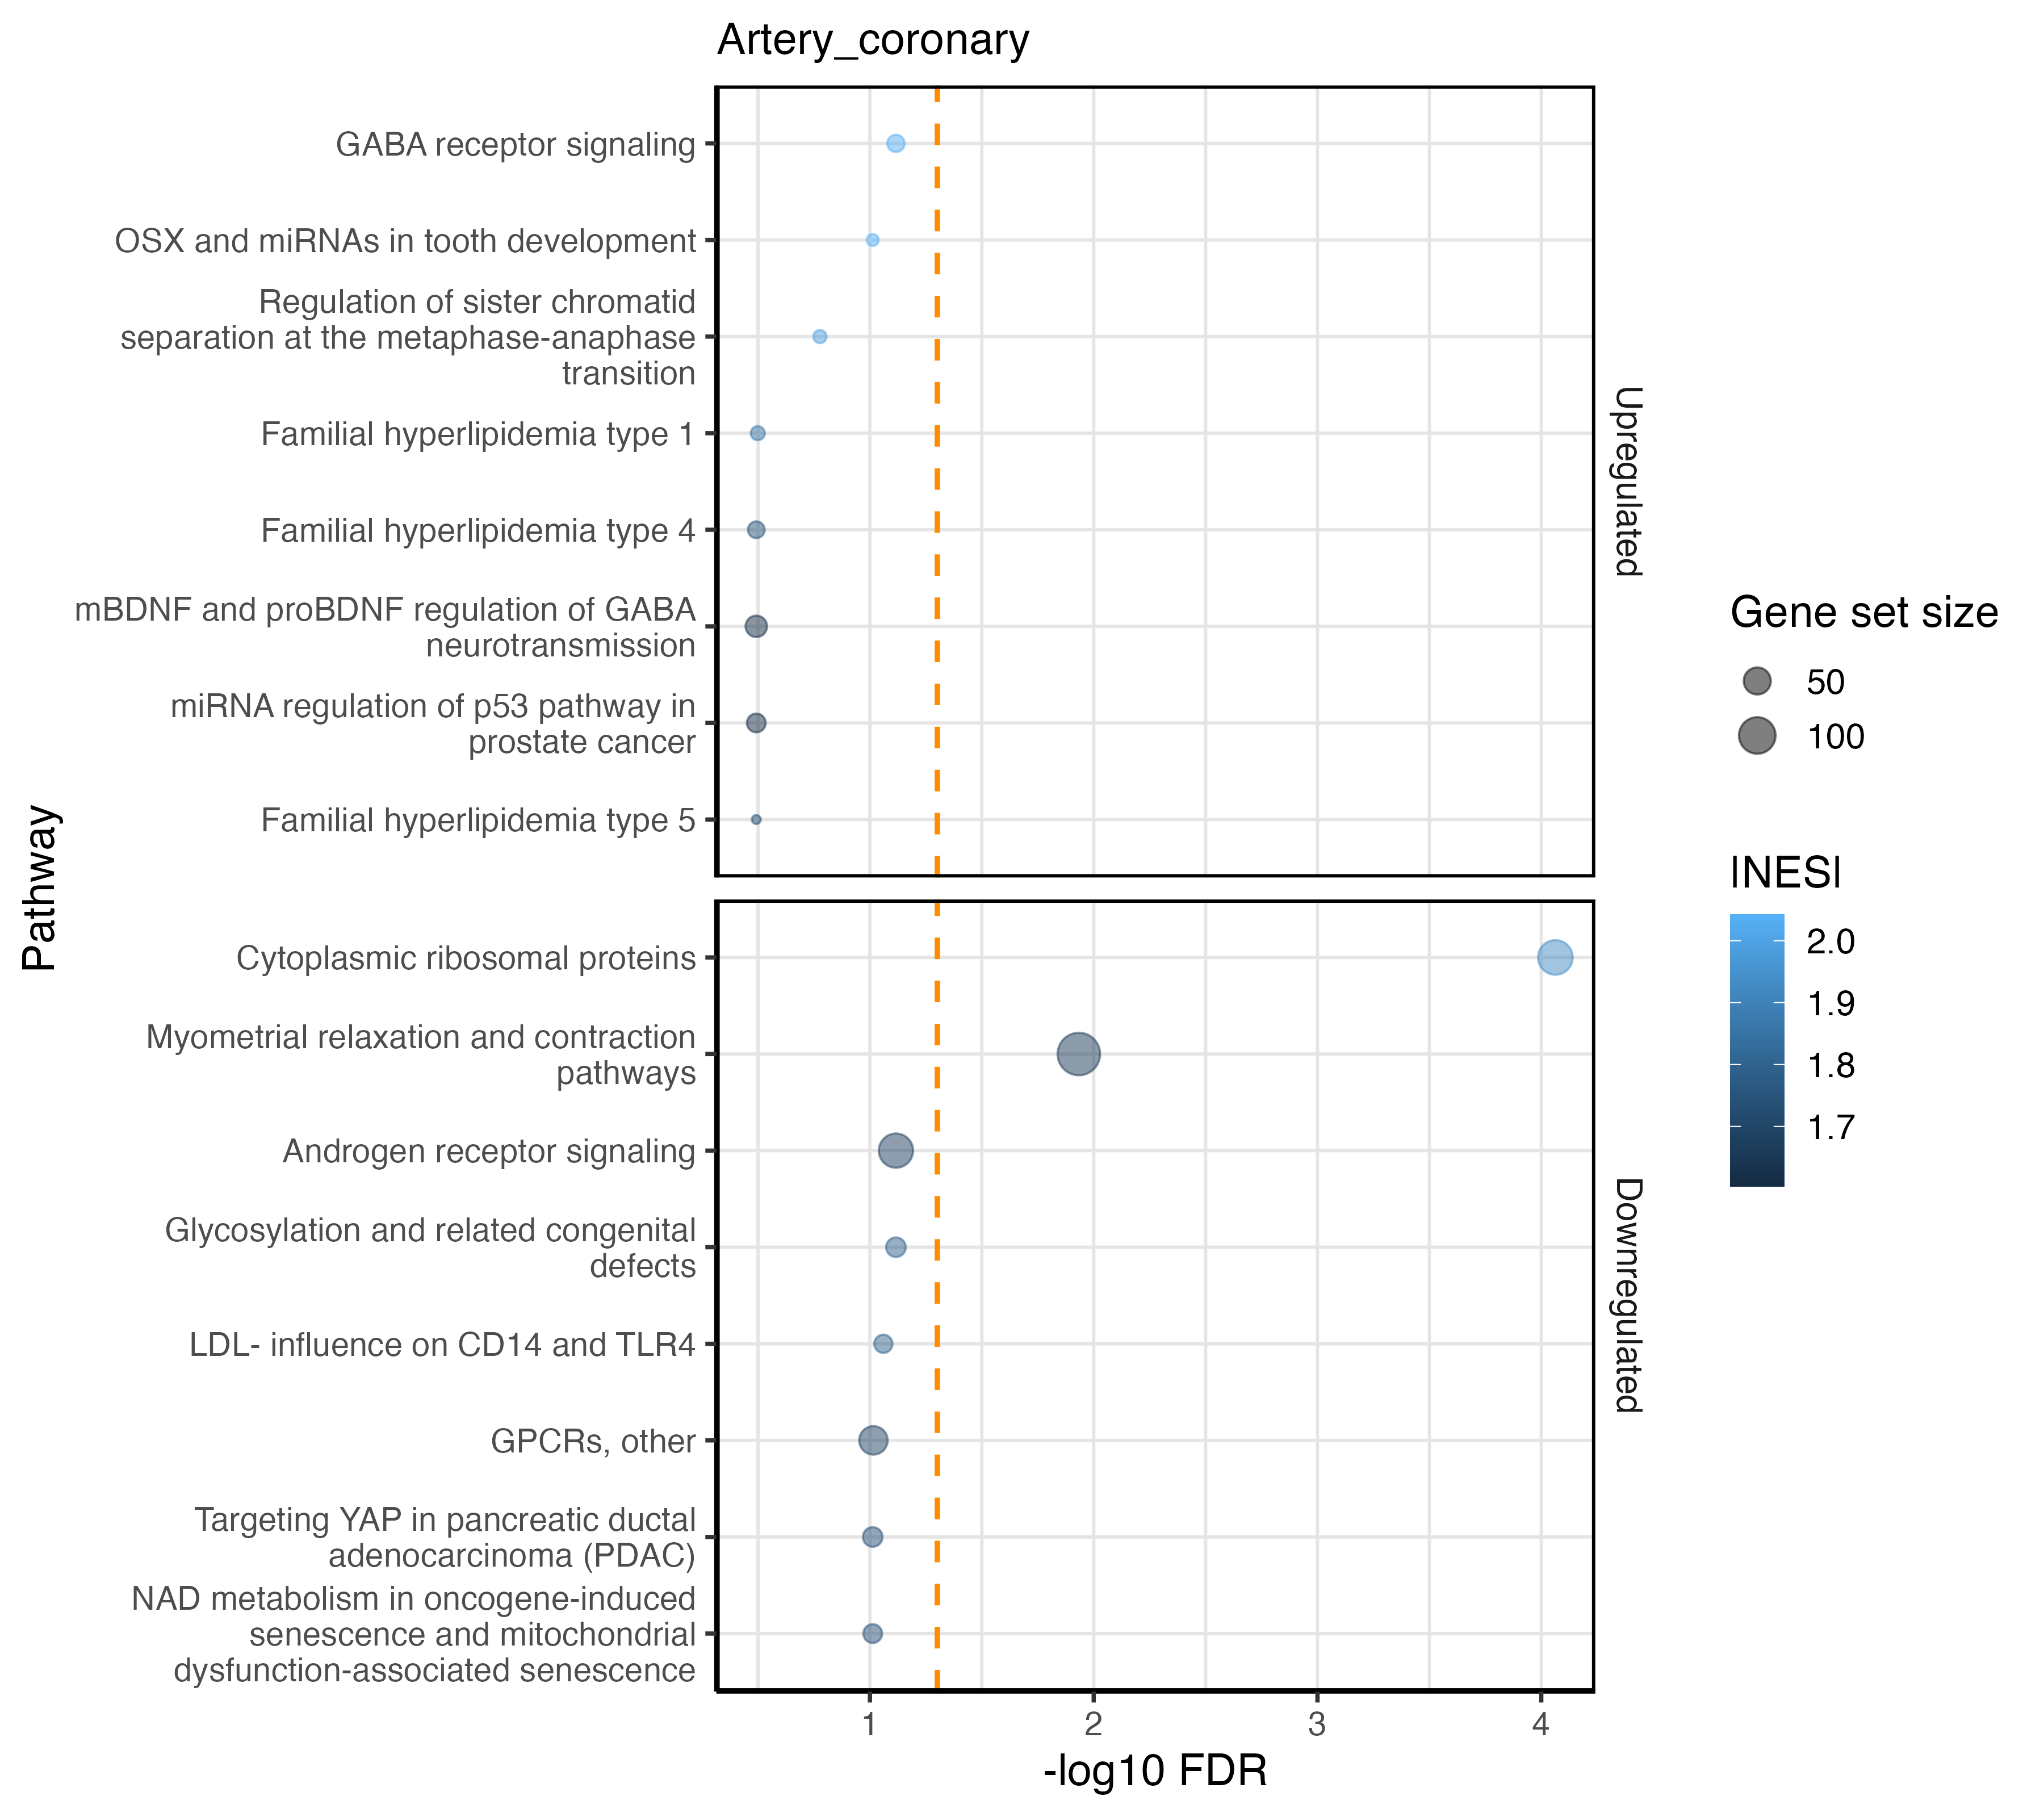 Artery_coronary
GABA receptor signaling
OSX and miRNAs in tooth development
Regulation of sister chromatid
separation at the metaphase-anaphase
transition
Familial hyperlipidemia type 1
Familial hyperlipidemia type 4
mBDNF and proBDNF regulation of GABA
neurotransmission
miRNA regulation of p53 pathway in
prostate cancer
Familial hyperlipidemia type 5
Upregulated
Cytoplasmic ribosomal proteins
Myometrial relaxation and contraction
pathways
Androgen receptor signaling
Glycosylation and related congenital
defects
LDL- influence on CD14 and TLR4
GPCRs, other
Targeting YAP in pancreatic ductal
adenocarcinoma (PDAC)
NAD metabolism in oncogene-induced
senescence and mitochondrial
dysfunction-associated senescence
Downregulated
Pathway
1
2
3
4
-log10 FDR
Gene set size
50
100
|NES|
2.0
1.9
1.8
1.7